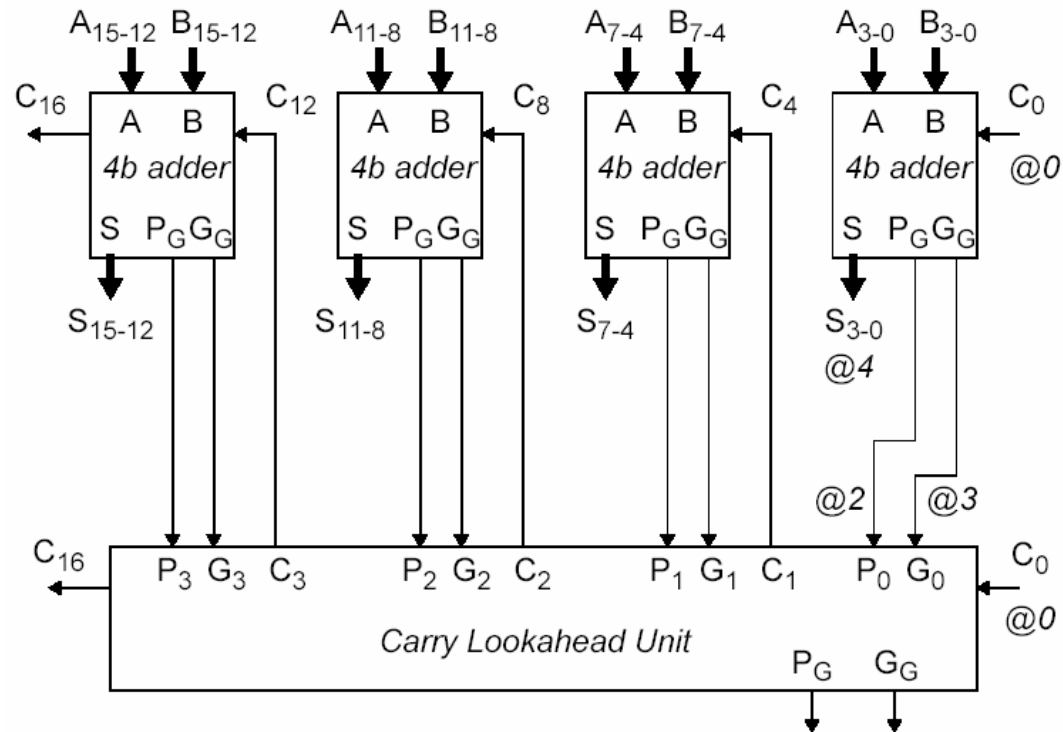 A15-12 B15-12 A11-8 B11-8 A7-4 B7-4 A3-0 B3-0
C16 C12 C8 C4 C0
A B A B A B A B
4b adder 4b adder 4b adder 4b adder @0
S PG GG S PG GG S PG GG S PG GG
S15-12 S11-8 S7-4 S3-0
@4
@2 @3
C16 P3 G3 C3 P2 G2 C2 P1 G1 C1 P0 G0 C0
@0
Carry Lookahead Unit
PG GG